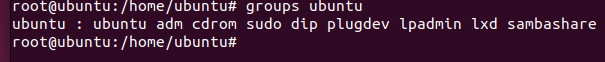 root@ubuntu:/home/ubuntu# groups ubuntu
ubuntu : ubuntu adm cdrom sudo dip plugdev lpadmin lxd sambashare
root@ubuntu:/home/ubuntu#